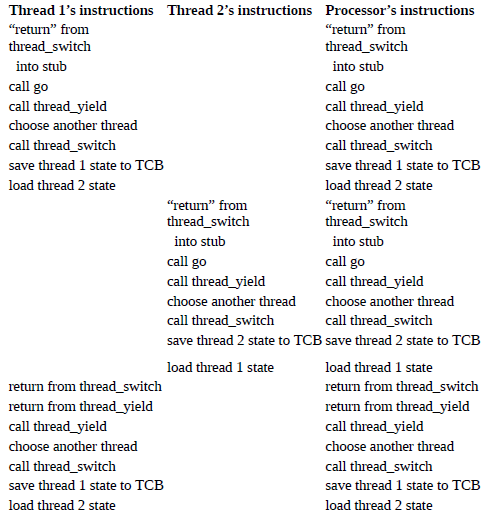 Thread 1’s instructions Thread 2’s instructions Processor’s instructions
“return” from “return” from
thread_switch thread_switch
into stub into stub
call go call go
call thread_yield call thread_yield
choose another thread choose another thread
call thread_switch call thread_switch
save thread 1 state to TCB save thread 1 state to TCB
load thread 2 state load thread 2 state
“return” from “return” from
thread_switch thread_switch
into stub into stub
call go call go
call thread_yield call thread_yield
choose another thread choose another thread
call thread_switch call thread_switch
save thread 2 state to TCB save thread 2 state to TCB
load thread 1 state load thread 1 state
return from thread_switch return from thread_switch
return from thread_yield return from thread_yield
call thread_yield call thread_yield
choose another thread choose another thread
call thread_switch call thread_switch
save thread 1 state to TCB save thread 1 state to TCB
load thread 2 state load thread 2 state